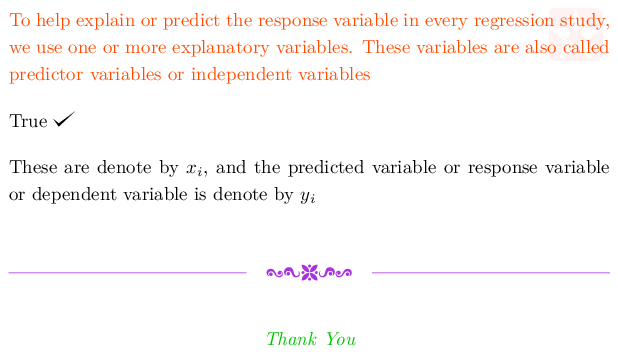 To help explain or predict the response variable in every regression study,
we use one or more explanatory variables. These variables are also called
predictor variables or independent variables
True ✓
These are denote by xᵢ, and the predicted variable or response variable
or dependent variable is denote by yᵢ
Thank You